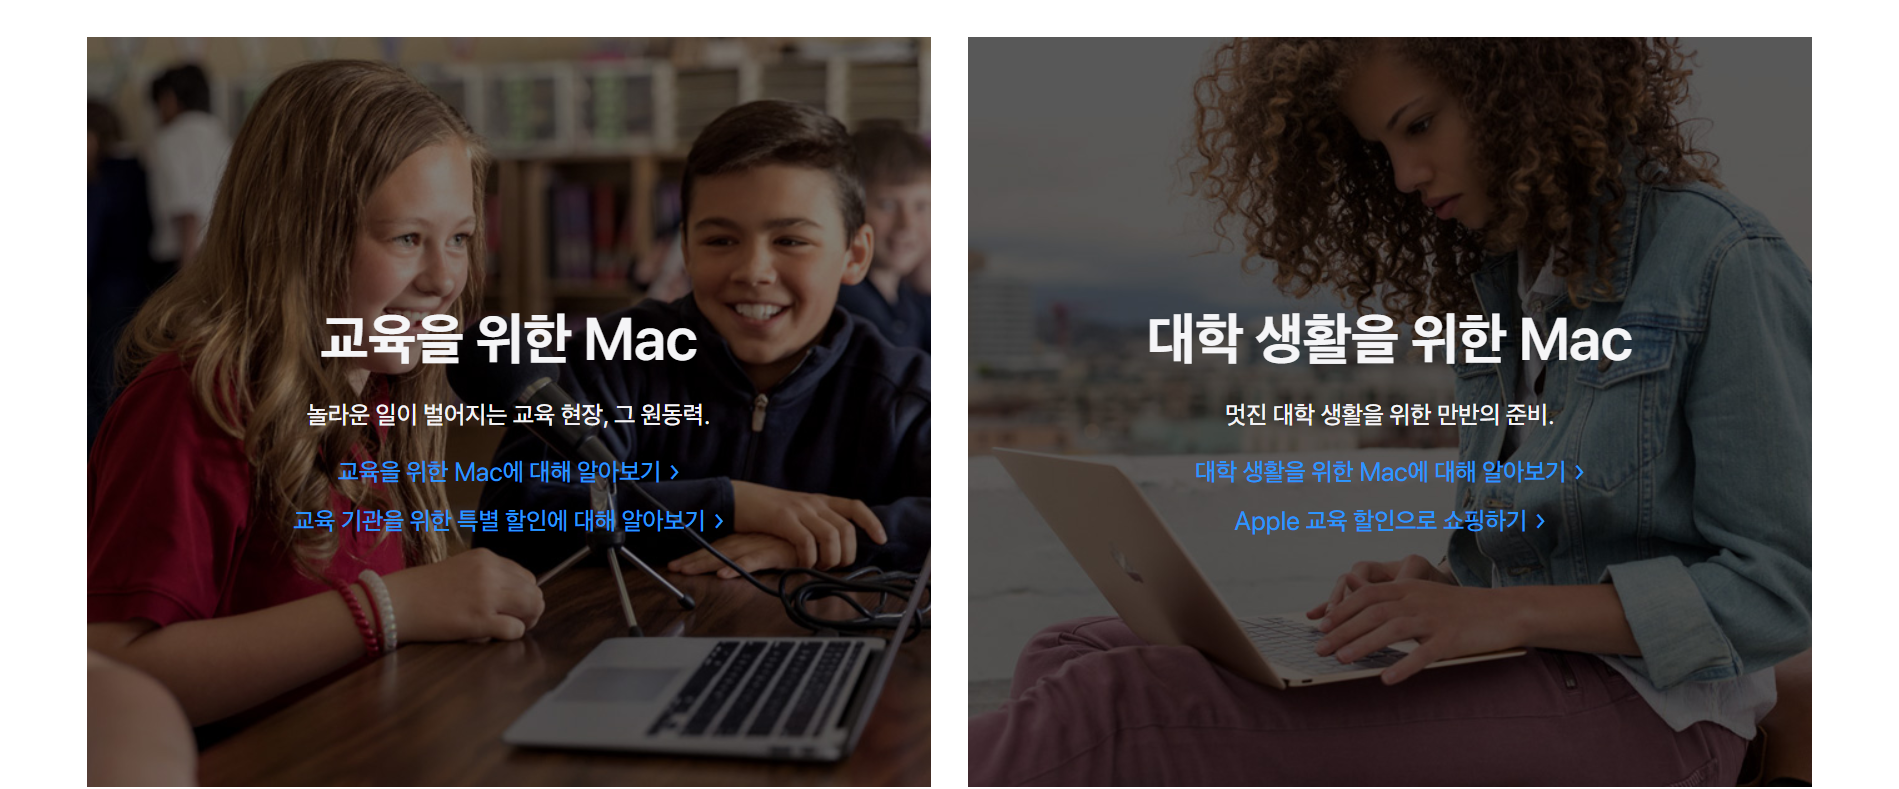 교육을 위한 Mac
놀라운 일이 벌어지는 교육 현장, 그 원동력.
교육을 위한 Mac에 대해 알아보기 >
교육 기관을 위한 특별 할인에 대해 알아보기 >
대학 생활을 위한 Mac
멋진 대학 생활을 위한 만반의 준비.
대학 생활을 위한 Mac에 대해 알아보기 >
Apple 교육 할인으로 쇼핑하기 >